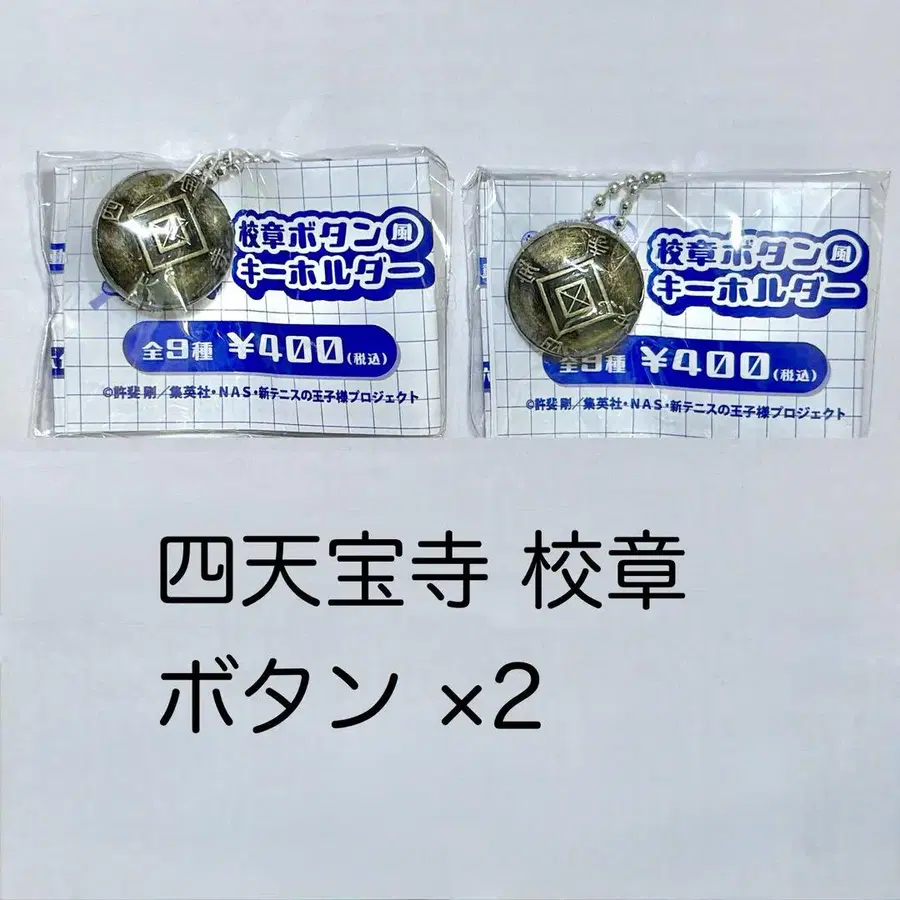 四天宝寺
校章ボタン風
キーホルダー
全9種 ¥400(税込)
©許斐 剛/集英社・NAS・新テニスの王子様プロジェクト
校章ボタン風
キーホルダー
全9種 ¥400(税込)
©許斐 剛/集英社・NAS・新テニスの王子様プロジェクト
四天宝寺 校章
ボタン ×2